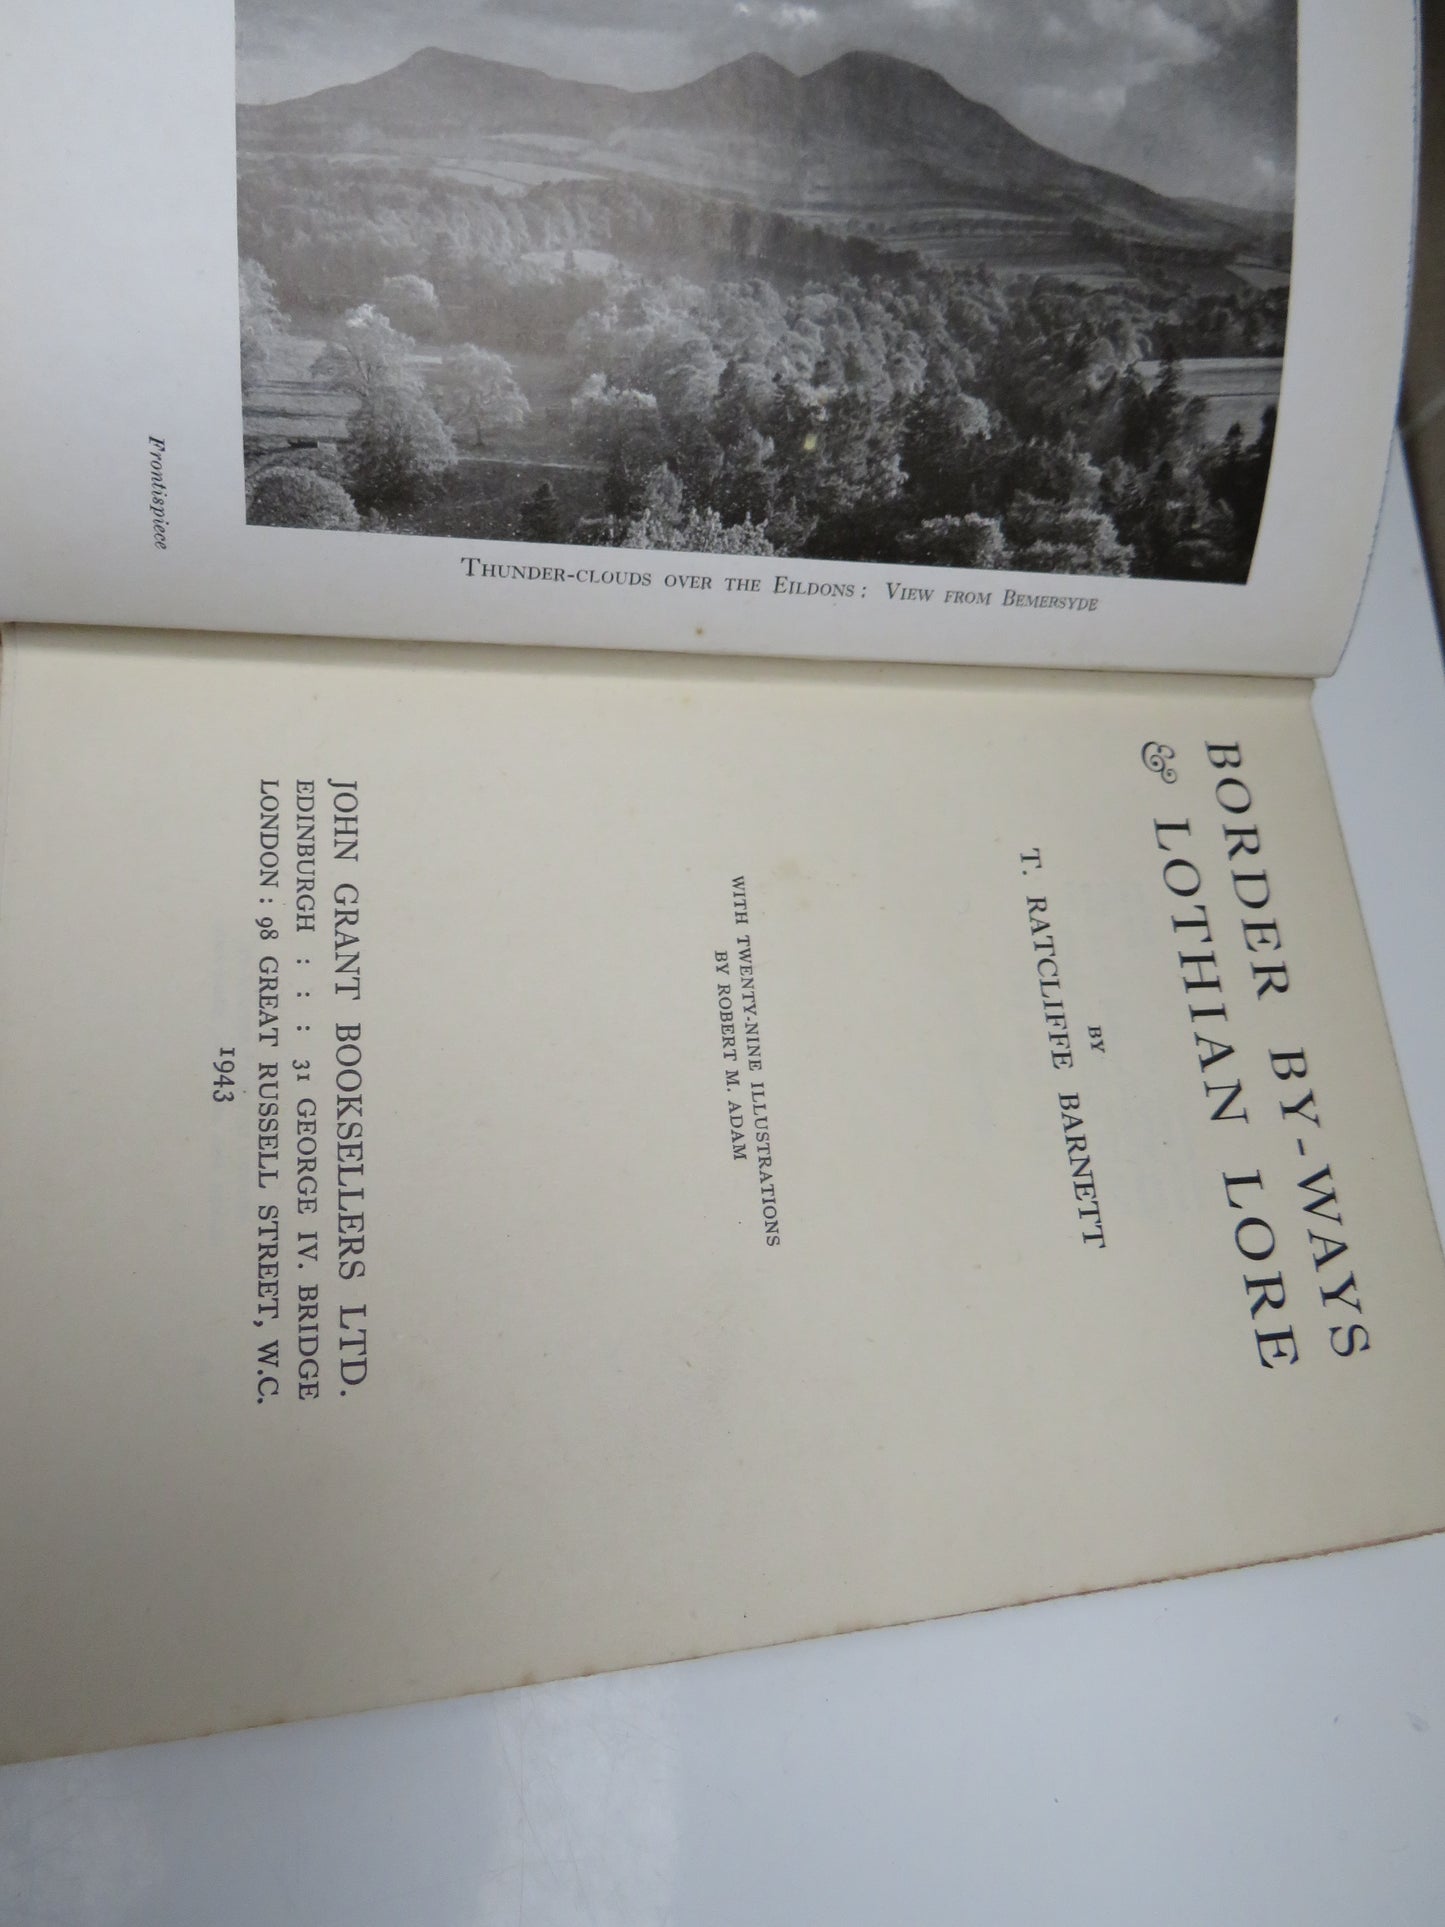 Frontispiece
THUNDER-CLOUDS OVER THE EILDONS: VIEW FROM BEMERSYDE
BORDER BY-WAYS
& LOTHIAN LORE
BY
T. RATCLIFFE BARNETT
WITH TWENTY-NINE ILLUSTRATIONS
BY ROBERT M. ADAM
JOHN GRANT BOOKSELLERS LTD.
EDINBURGH : : : 31 GEORGE IV. BRIDGE
LONDON : 98 GREAT RUSSELL STREET, W.C.
1943